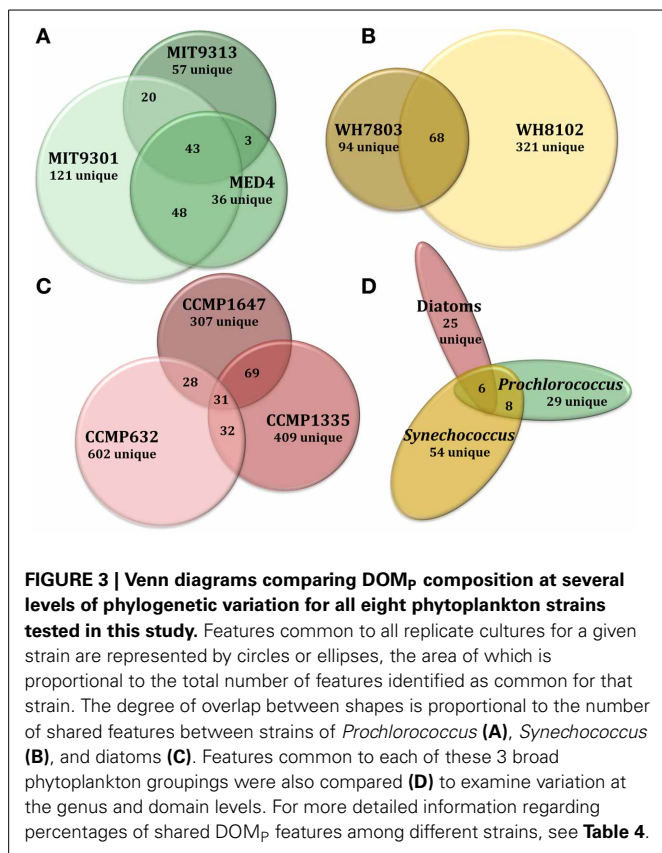 A
MIT9313
57 unique
20
MIT9301
121 unique
43
3
MED4
36 unique
48
B
WH7803
94 unique
68
WH8102
321 unique
C
CCMP1647
307 unique
28
69
31
CCMP632
602 unique
32
CCMP1335
409 unique
D
Diatoms
25
unique
6
Prochlorococcus
8
29 unique
Synechococcus
54 unique
FIGURE 3 | Venn diagrams comparing DOMP composition at several
levels of phylogenetic variation for all eight phytoplankton strains
tested in this study. Features common to all replicate cultures for a given
strain are represented by circles or ellipses, the area of which is
proportional to the total number of features identified as common for that
strain. The degree of overlap between shapes is proportional to the number
of shared features between strains of Prochlorococcus (A), Synechococcus
(B), and diatoms (C). Features common to each of these 3 broad
phytoplankton groupings were also compared (D) to examine variation at
the genus and domain levels. For more detailed information regarding
percentages of shared DOMP features among different strains, see Table 4.